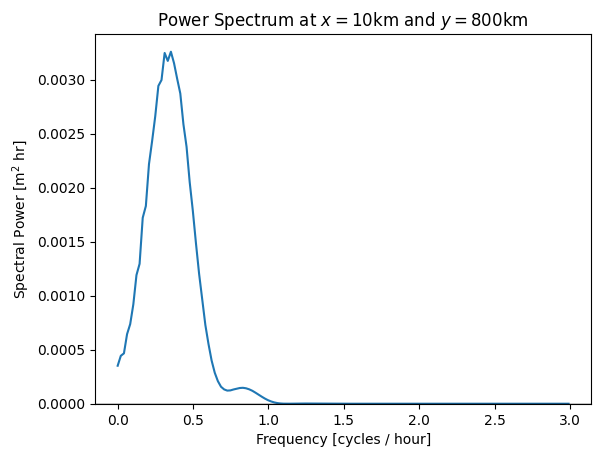 Power Spectrum at x = 10km and y = 800km
Spectral Power [m² hr]
0.0030
0.0025
0.0020
0.0015
0.0010
0.0005
0.0000
0.0 0.5 1.0 1.5 2.0 2.5 3.0
Frequency [cycles / hour]